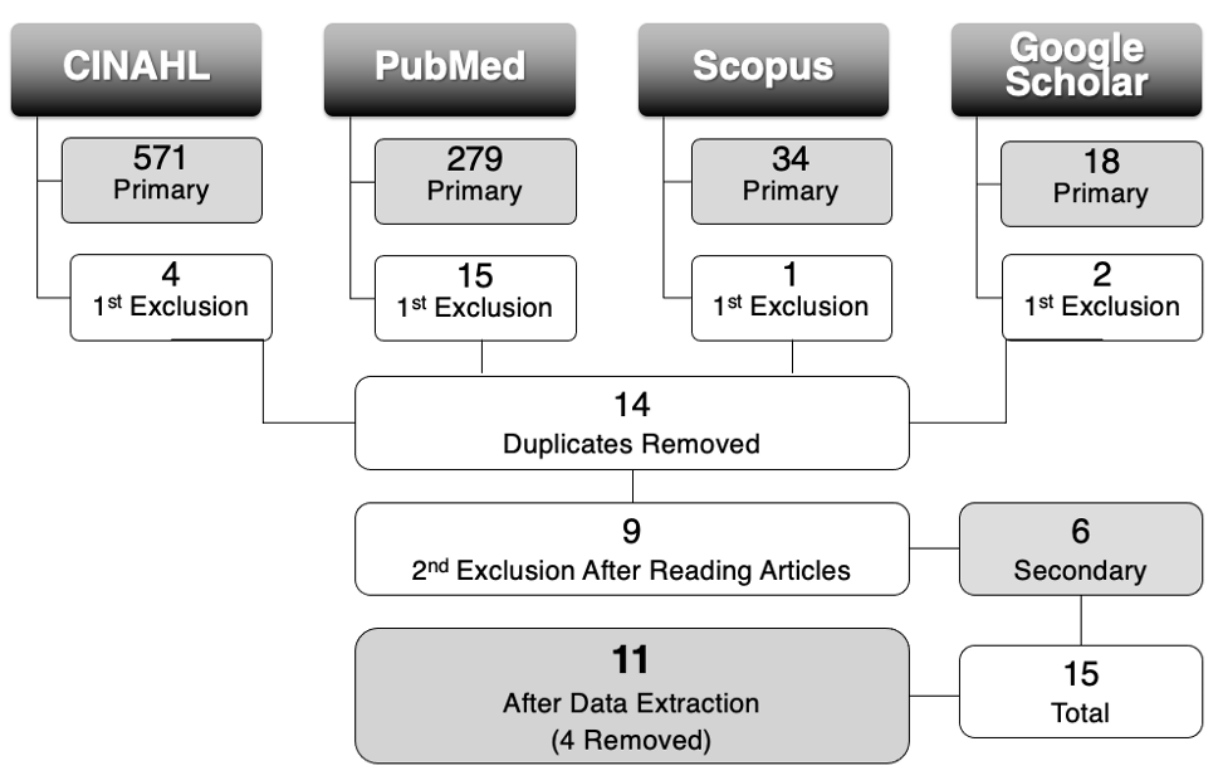 CINAHL
PubMed
Scopus
Google
Scholar
571
Primary
279
Primary
34
Primary
18
Primary
4
1st Exclusion
15
1st Exclusion
1
1st Exclusion
2
1st Exclusion
14
Duplicates Removed
9
2nd Exclusion After Reading Articles
6
Secondary
11
After Data Extraction
(4 Removed)
15
Total